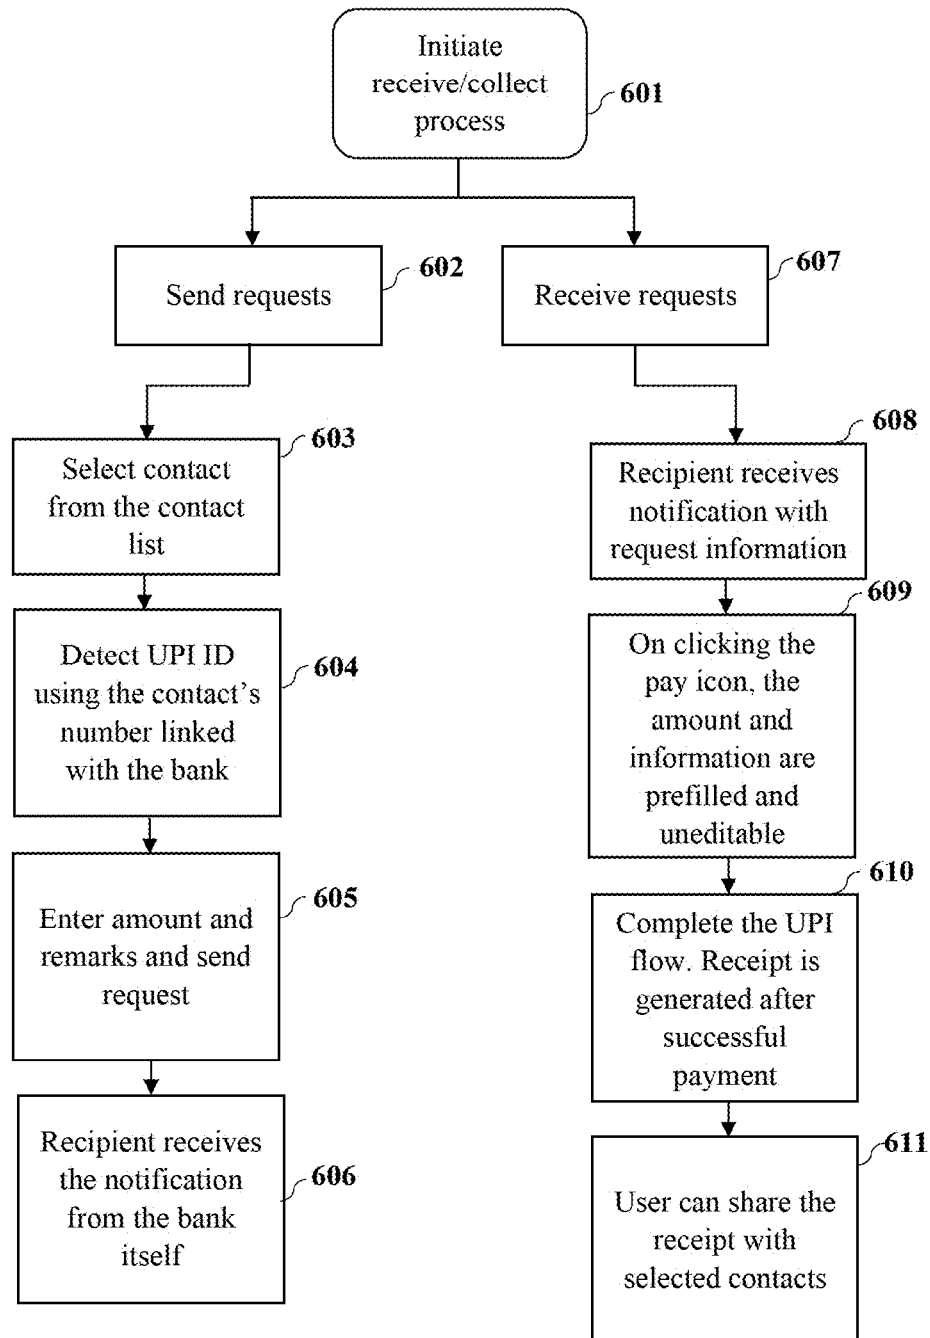 Initiate
receive/collect
process
601
Send requests
602
Receive requests
607
Select contact
from the contact
list
603
Detect UPI ID
using the contact’s
number linked
with the bank
604
Enter amount and
remarks and send
request
605
Recipient receives
the notification
from the bank
itself
606
Recipient receives
notification with
request information
608
On clicking the
pay icon, the
amount and
information are
prefilled and
uneditable
609
Complete the UPI
flow. Receipt is
generated after
successful
payment
610
User can share the
receipt with
selected contacts
611